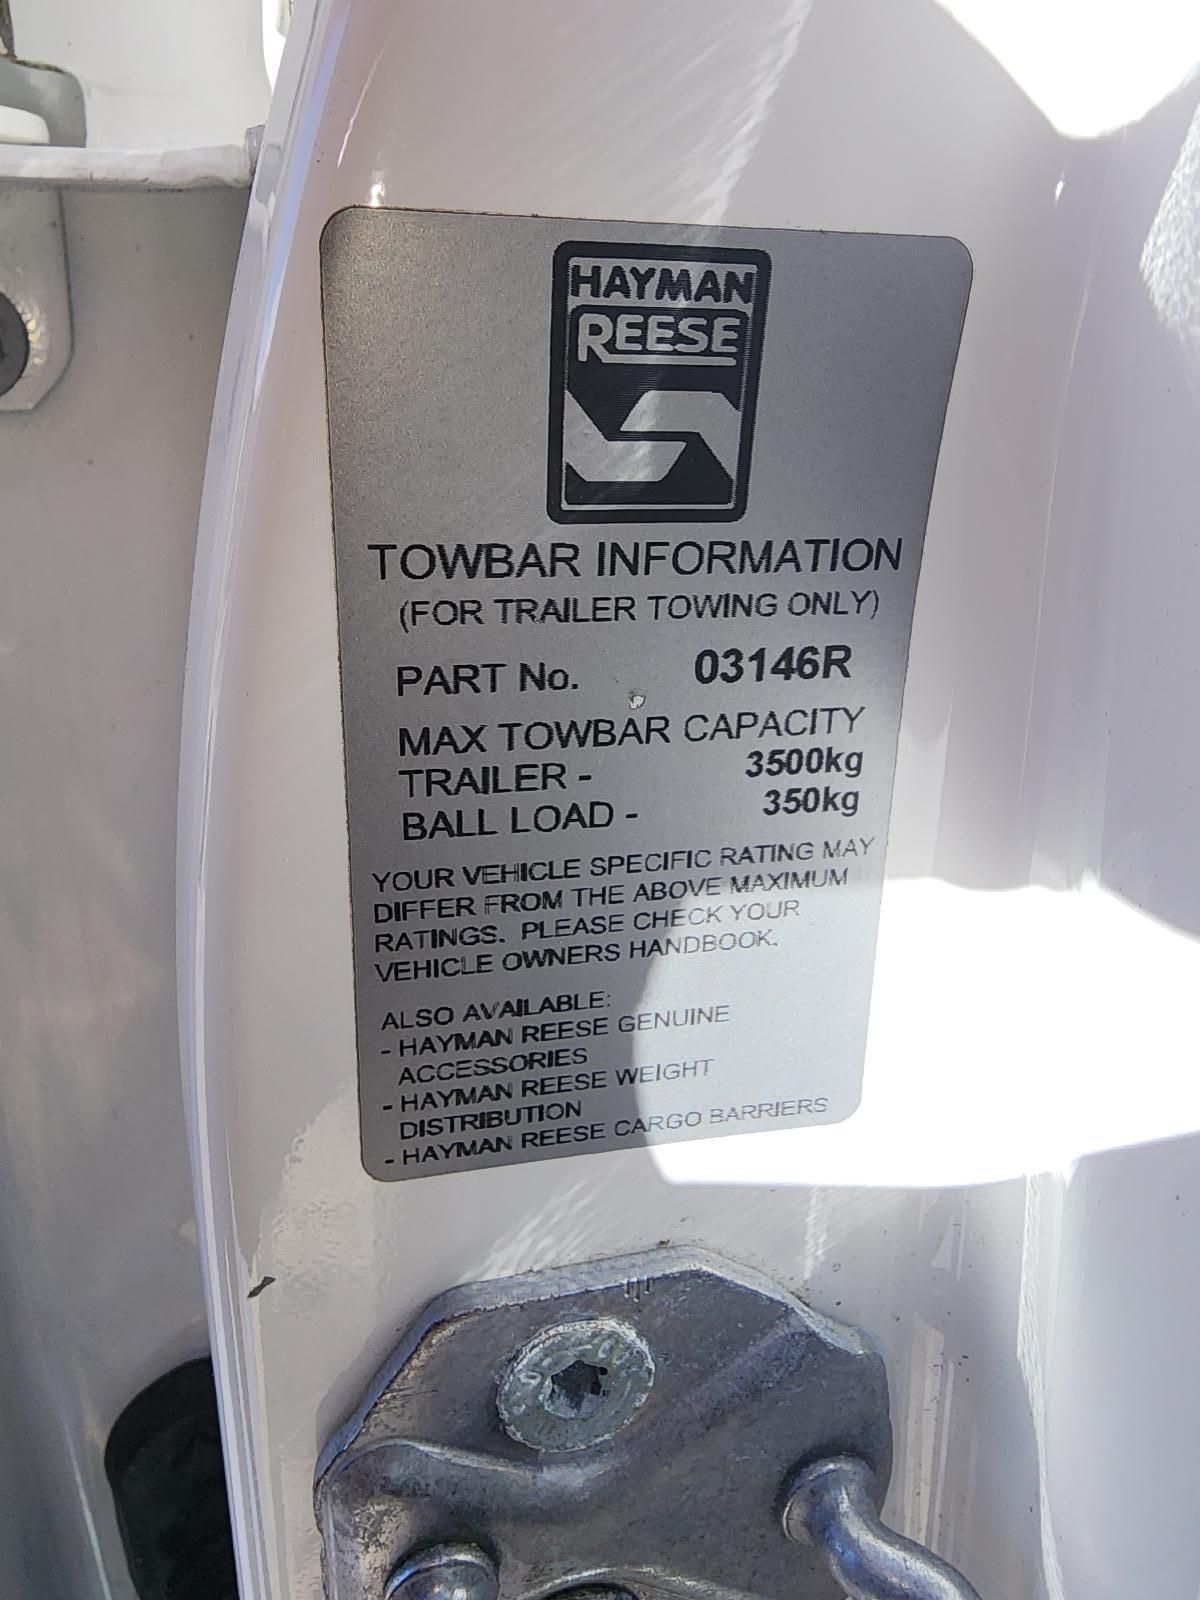 HAYMAN
REESE
TOWBAR INFORMATION
(FOR TRAILER TOWING ONLY)
PART No. 03146R
MAX TOWBAR CAPACITY
TRAILER - 3500kg
BALL LOAD - 350kg
YOUR VEHICLE SPECIFIC RATING MAY
DIFFER FROM THE ABOVE MAXIMUM
RATINGS. PLEASE CHECK YOUR
VEHICLE OWNERS HANDBOOK.
ALSO AVAILABLE:
- HAYMAN REESE GENUINE
ACCESSORIES
- HAYMAN REESE WEIGHT
DISTRIBUTION
- HAYMAN REESE CARGO BARRIERS